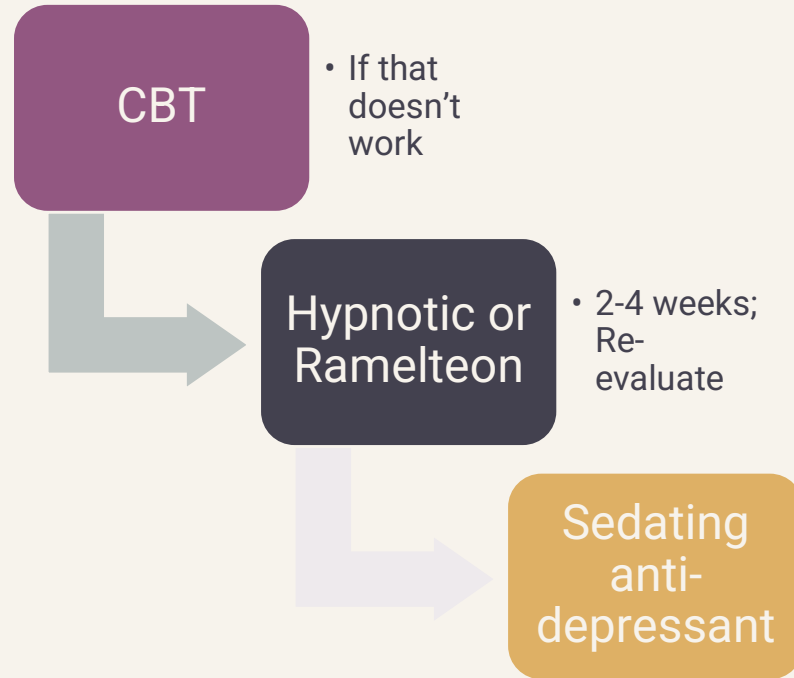 CBT
• If that
doesn't
work
Hypnotic or
Ramelteon
• 2-4 weeks;
Re-
evaluate
Sedating
anti-
depressant